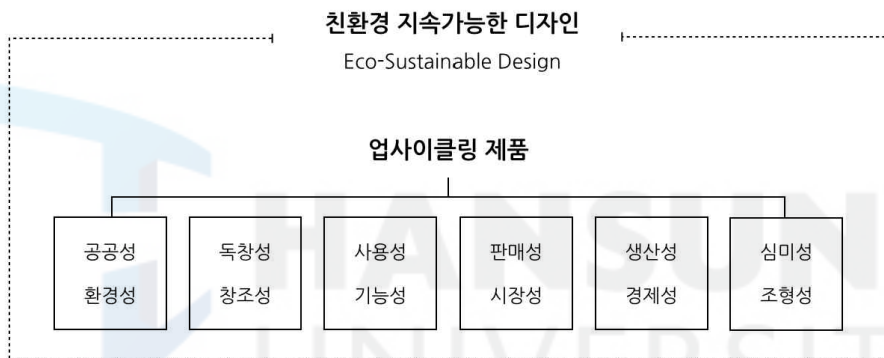 친환경 지속가능한 디자인
Eco-Sustainable Design
업사이클링 제품
공공성
환경성
독창성
창조성
사용성
기능성
판매성
시장성
생산성
경제성
심미성
조형성
HANSUN
UNIVERSIT